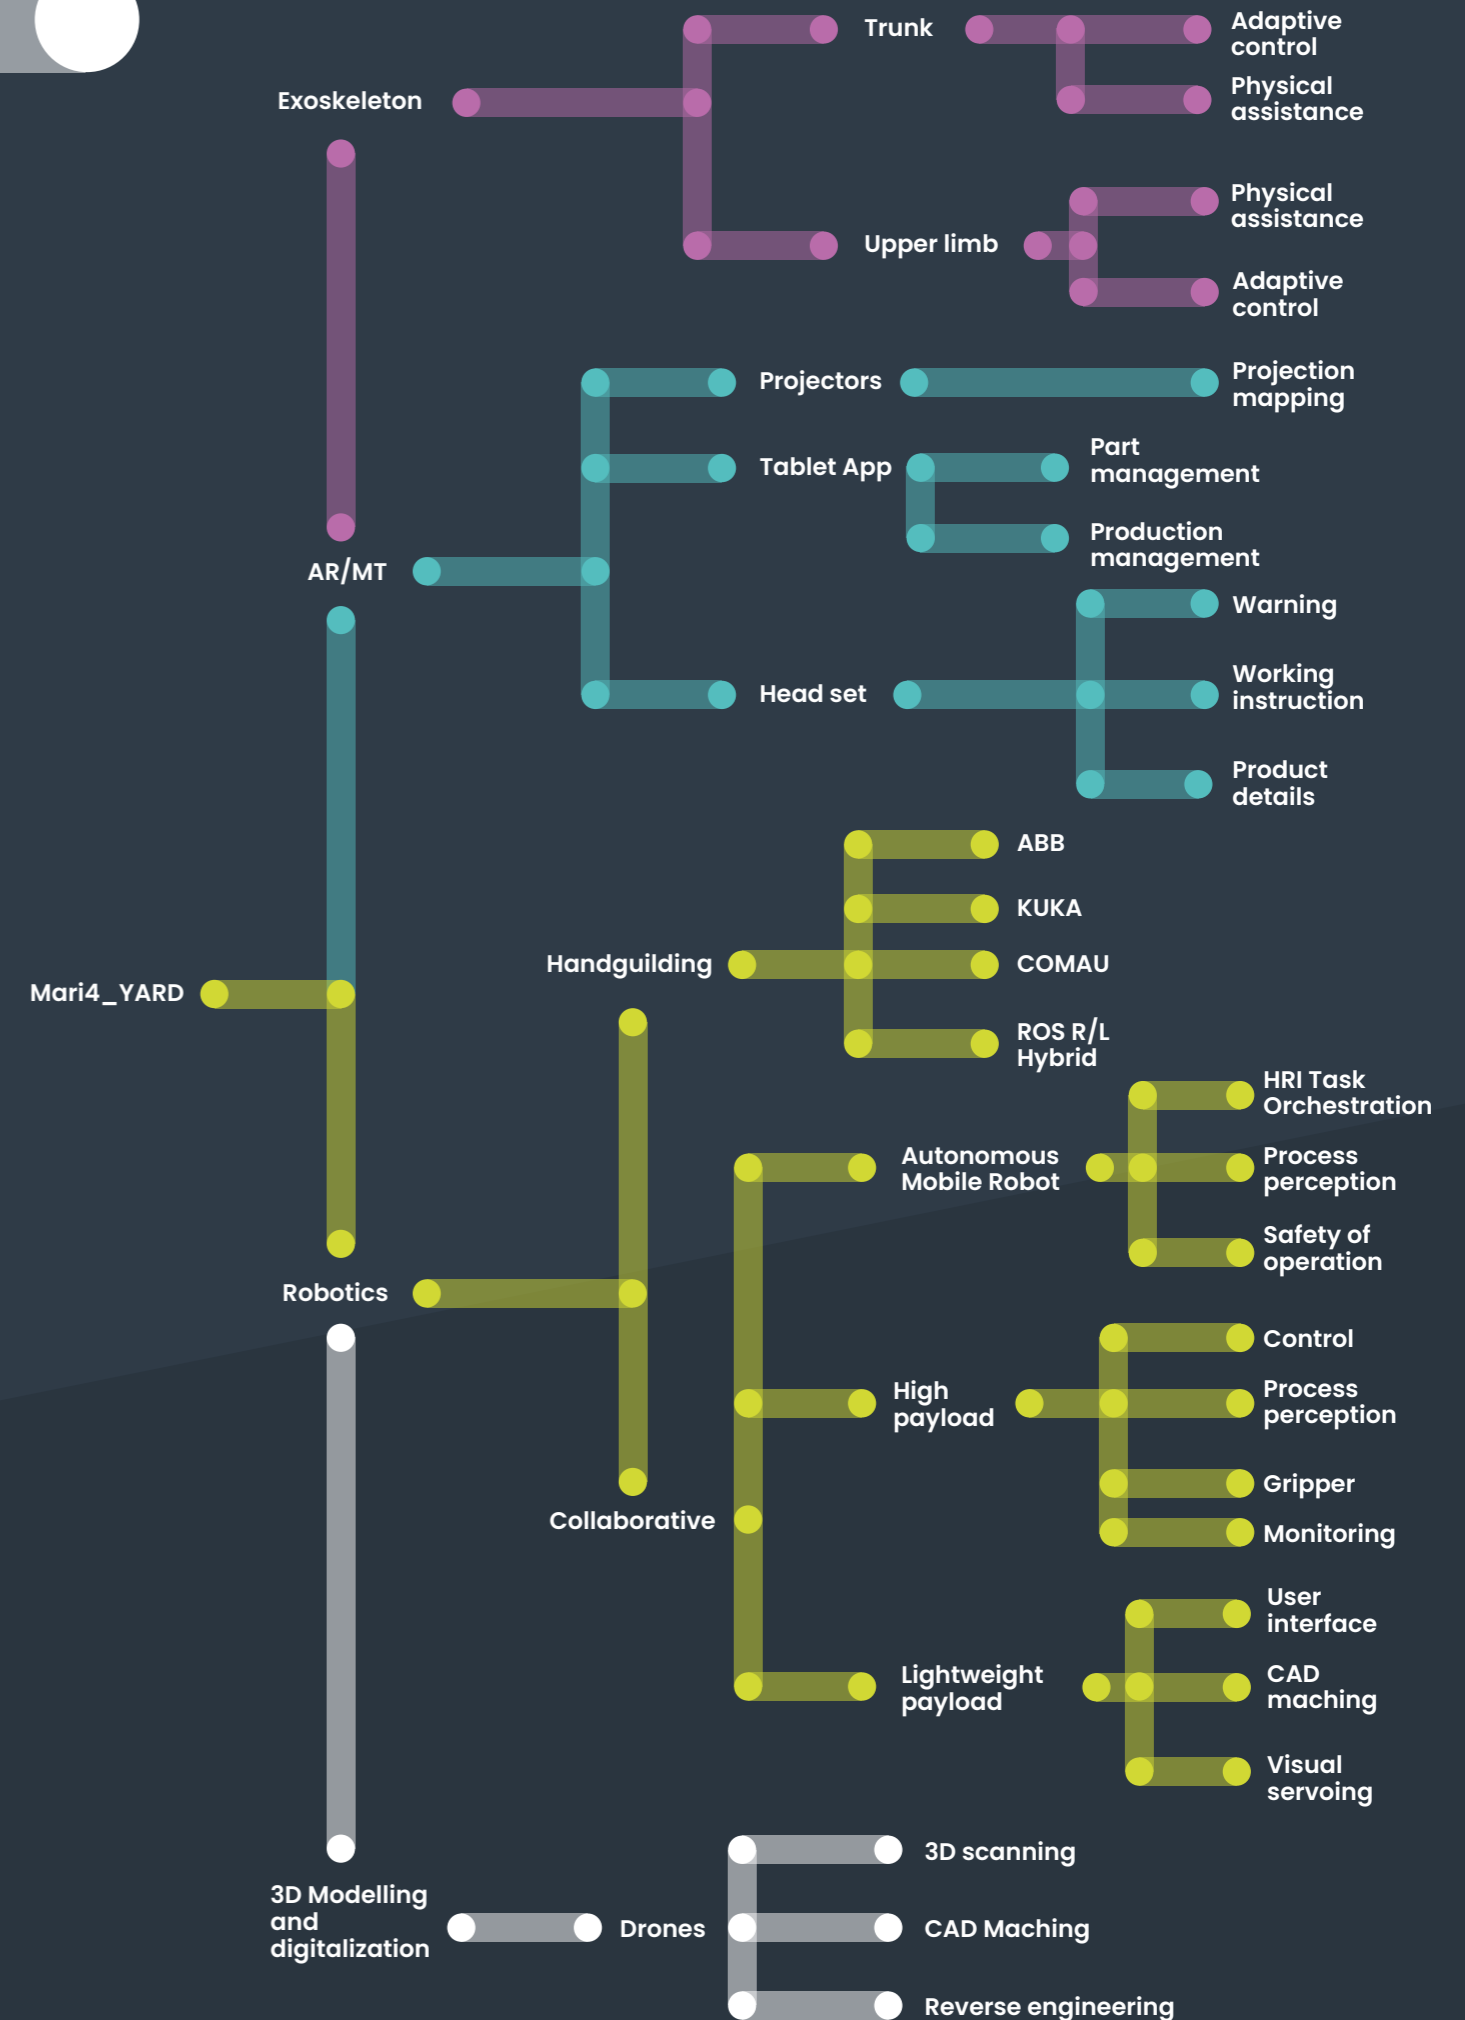 Trunk
Adaptive
control
Physical
assistance
Exoskeleton
Upper limb
Physical
assistance
Adaptive
control
Projectors
Projection
mapping
Tablet App
Part
management
Production
management
AR/MT
Head set
Warning
Working
instruction
Product
details
Mari4_YARD
Handguilding
ABB
KUKA
COMAU
ROS R/L
Hybrid
Robotics
Autonomous
Mobile Robot
HRI Task
Orchestration
Process
perception
Safety of
operation
High
payload
Control
Process
perception
Gripper
Monitoring
Collaborative
Lightweight
payload
User
interface
CAD
maching
Visual
servoing
3D Modelling
and
digitalization
Drones
3D scanning
CAD Maching
Reverse engineering